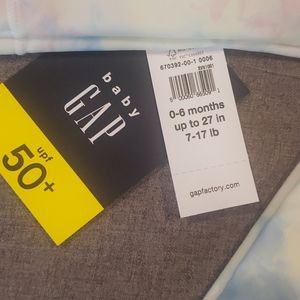 baby
GAP
upf
50+
670392-00-1 0006
0-6 months
up to 27 in
7-17 lb
gapfactory.com